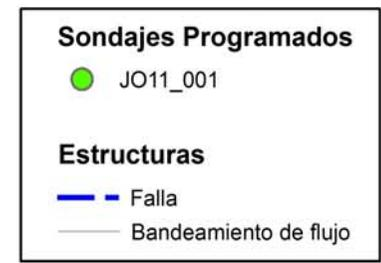 Sondajes Programados
JO11_001
Estructuras
Falla
Bandeamiento de flujo